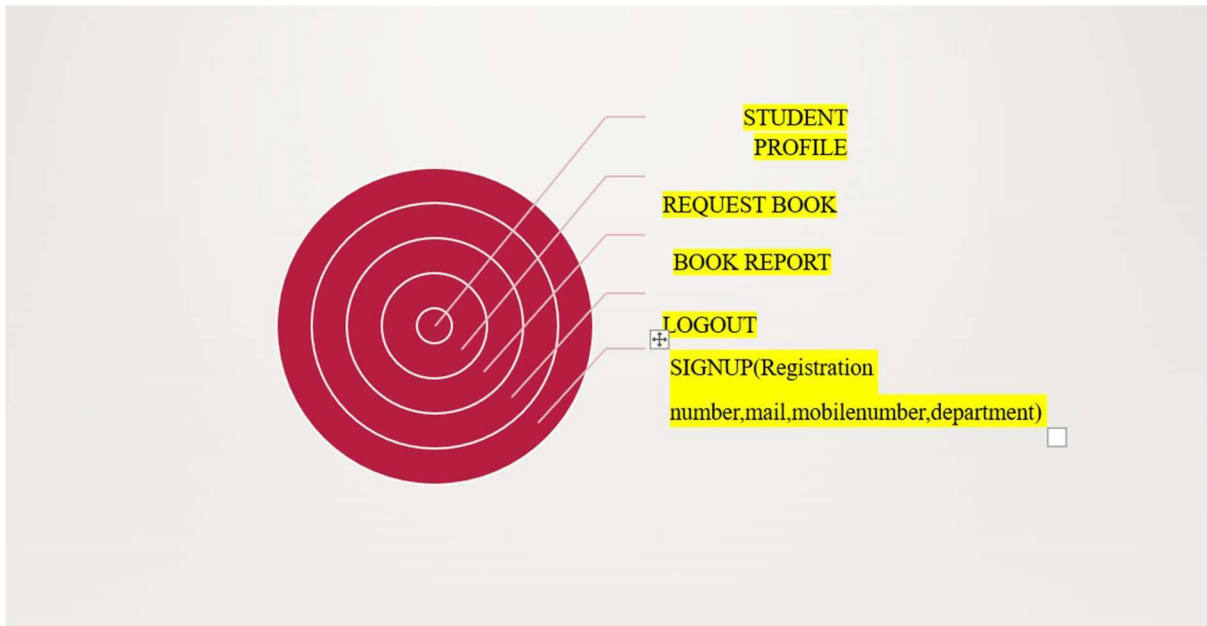 STUDENT
PROFILE
REQUEST BOOK
BOOK REPORT
LOGOUT
SIGNUP(Registration
number,mail,mobilenumber,department)